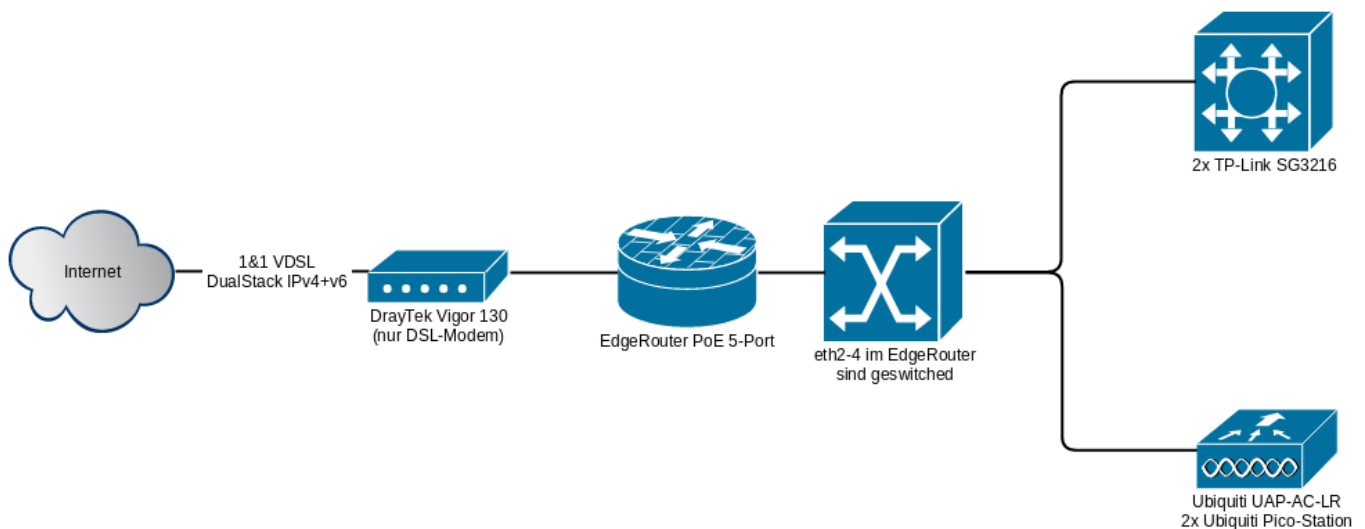 Internet
1&1 VDSL
DualStack IPv4+v6
DrayTek Vigor 130
(nur DSL-Modem)
EdgeRouter PoE 5-Port
eth2-4 im EdgeRouter
sind geswitched
2x TP-Link SG3216
Ubiquiti UAP-AC-LR
2x Ubiquiti Pico-Station